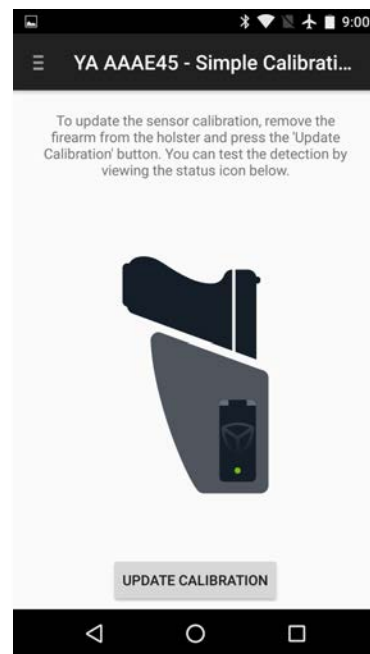 9:00
YA AAAE45 - Simple Calibrati...
To update the sensor calibration, remove the
firearm from the holster and press the 'Update
Calibration' button. You can test the detection by
viewing the status icon below.
UPDATE CALIBRATION